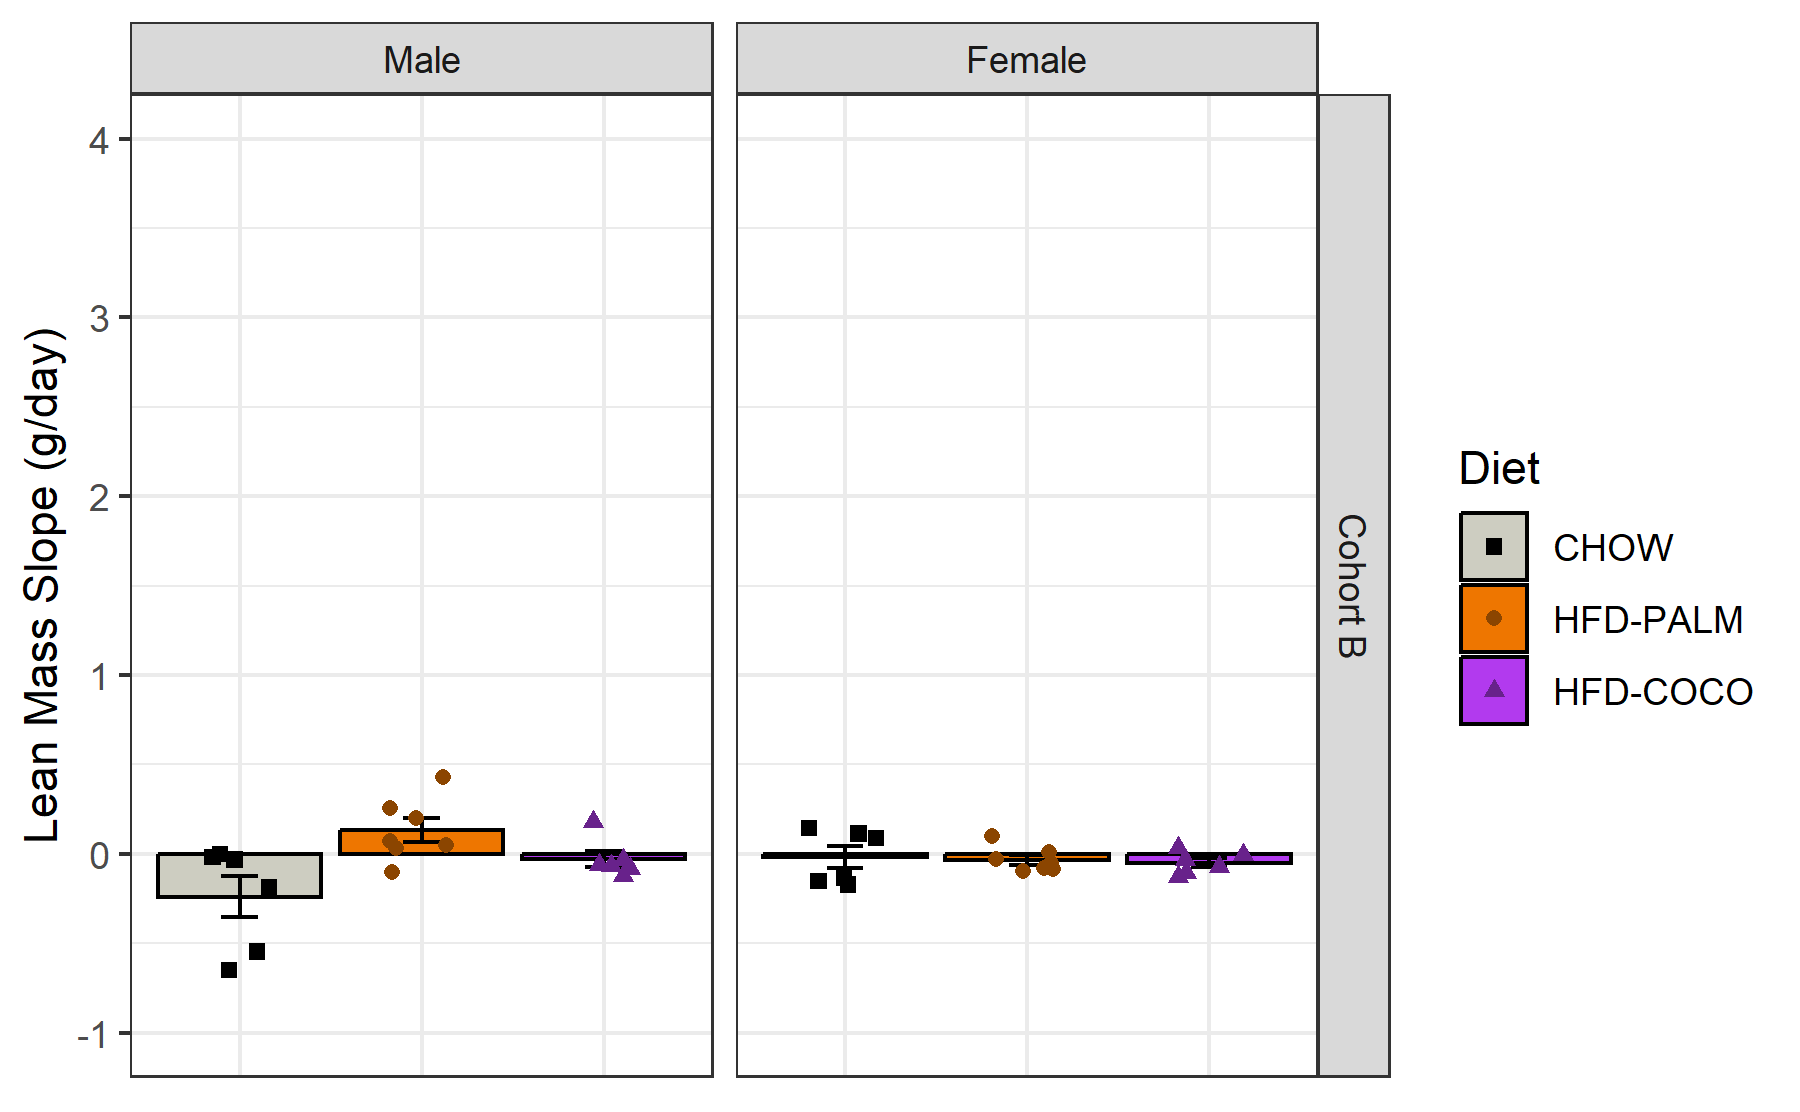 Male
Female
Cohort B
Lean Mass Slope (g/day)
4
3
2
1
0
-1
Diet
CHOW
HFD-PALM
HFD-COCO